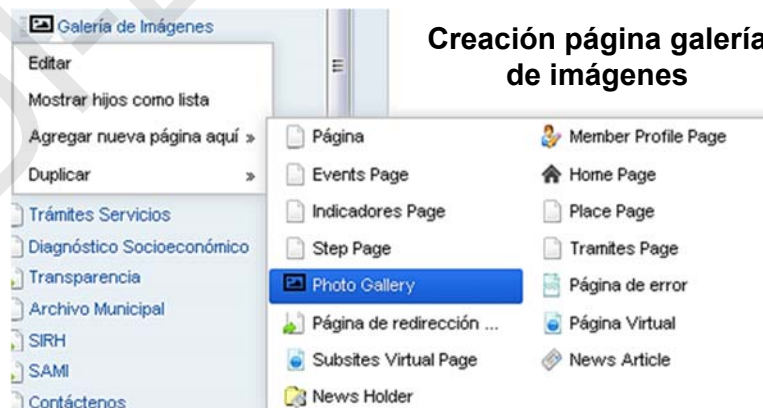 Galería de Imágenes
Creación página galería
de imágenes
Editar
Mostrar hijos como lista
Agregar nueva página aquí »
Duplicar »
Página
Events Page
Indicadores Page
Step Page
Photo Gallery
Página de redirección ...
Subsites Virtual Page
News Holder
Member Profile Page
Home Page
Place Page
Tramites Page
Página de error
Página Virtual
News Article
Trámites Servicios
Diagnóstico Socioeconómico
Transparencia
Archivo Municipal
SIRH
SAMI
Contáctenos